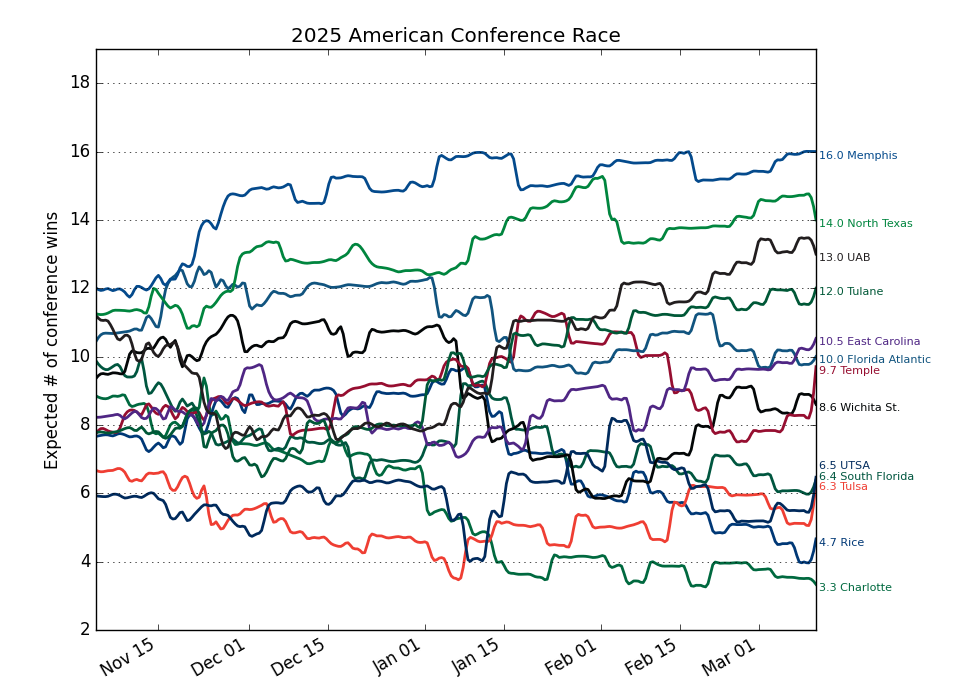 2025 American Conference Race
Expected # of conference wins
18
16
14
12
10
8
6
4
2
Nov 15
Dec 01
Dec 15
Jan 01
Jan 15
Feb 01
Feb 15
Mar 01
16.0 Memphis
14.0 North Texas
13.0 UAB
12.0 Tulane
10.5 East Carolina
10.0 Florida Atlantic
9.7 Temple
8.6 Wichita St.
6.5 UTSA
6.4 South Florida
6.3 Tulsa
4.7 Rice
3.3 Charlotte